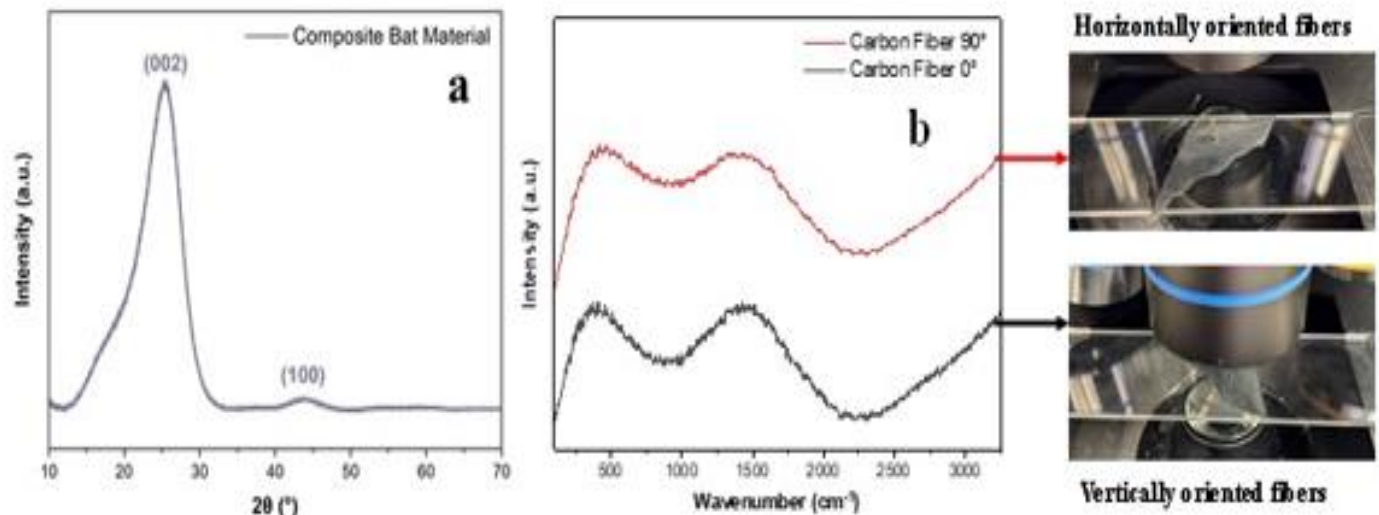 Composite Bat Material
(002)
a
(100)
Intensity (a.u.)
10 20 30 40 50 60 70
2θ (°)
Carbon Fiber 90°
Carbon Fiber 0°
b
Intensity (a.u.)
500 1000 1500 2000 2500 3000
Wavenumber (cm⁻¹)
Horizontally oriented fibers
Vertically oriented fibers